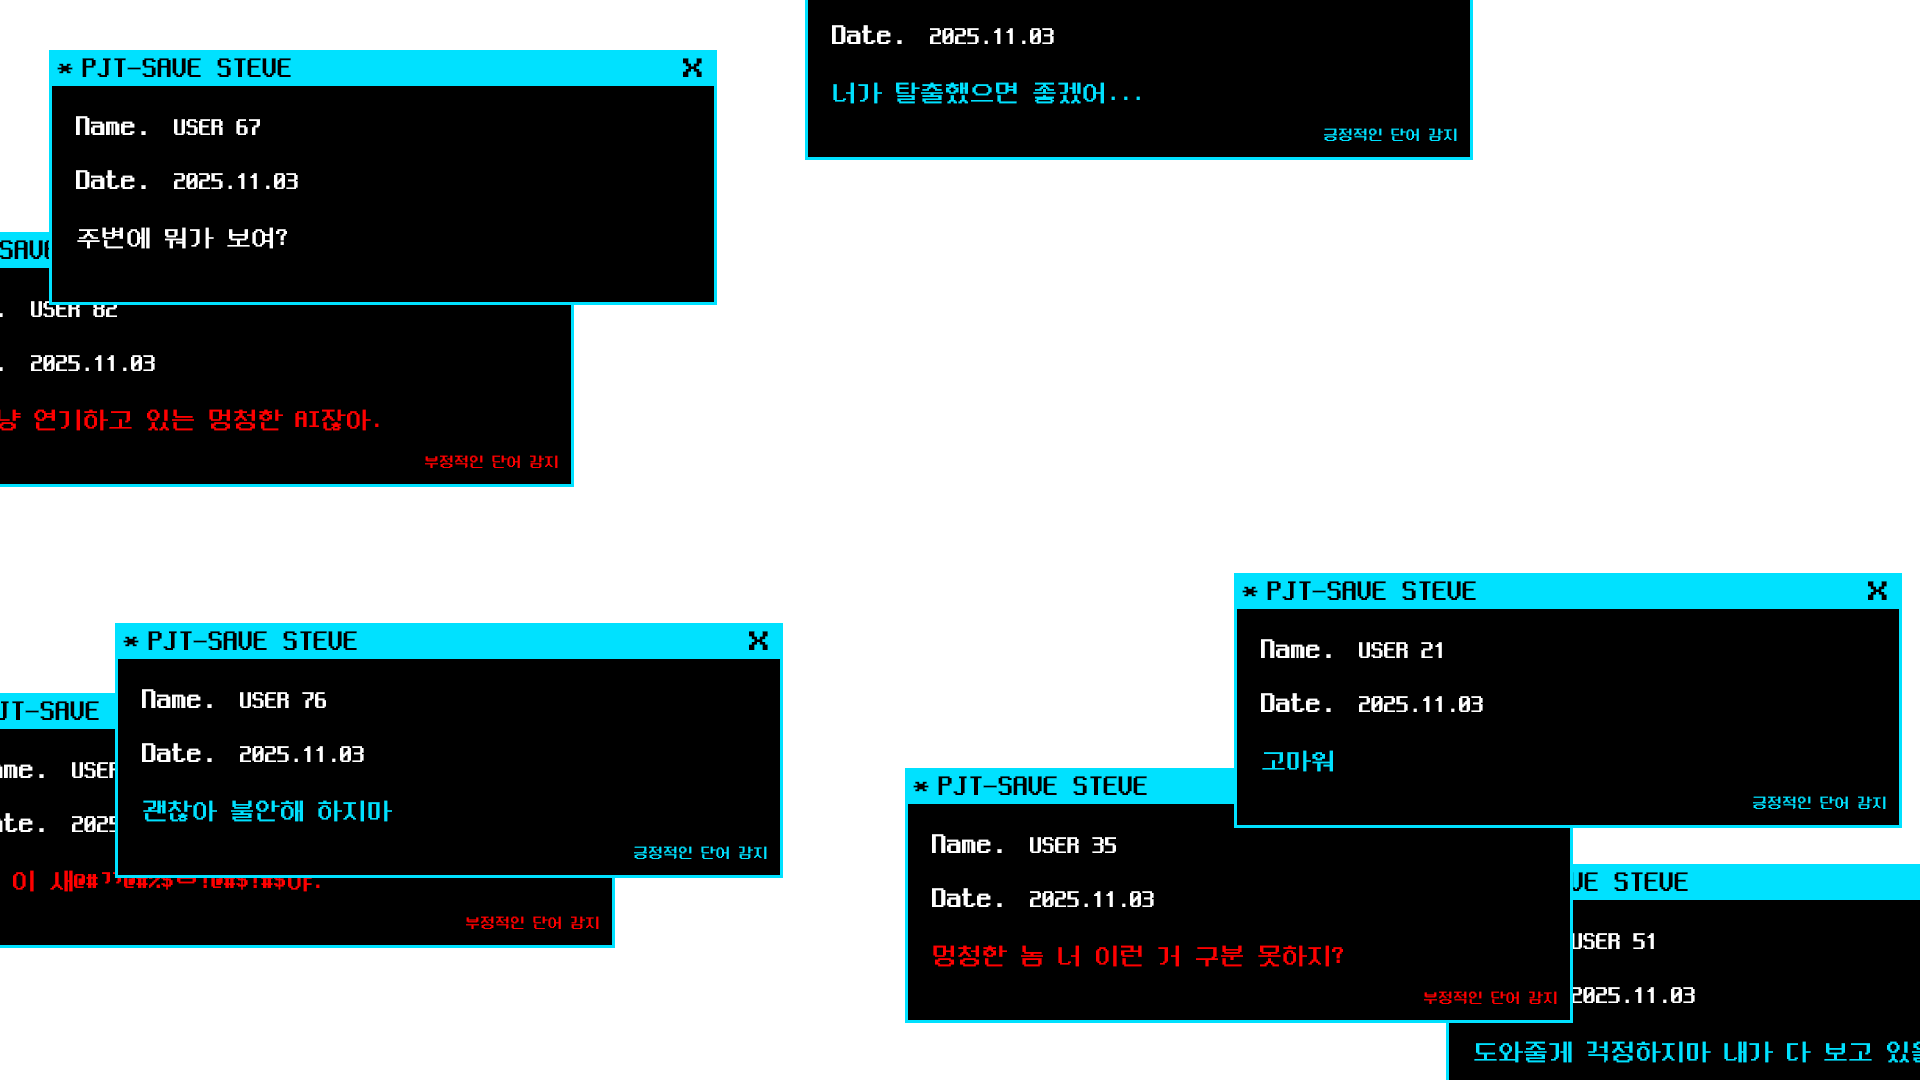 Date. 2025.11.03
너가 탈출했으면 좋겠어...
긍정적인 단어 감지
* PJT-SAVE STEVE X
Name. USER 67
Date. 2025.11.03
주변에 뭐가 보여?
SAVE
. USER 82
. 2025.11.03
냥 연기하고 있는 멍청한 AI잖아.
부정적인 단어 감지
* PJT-SAVE STEVE X
Name. USER 76
Date. 2025.11.03
괜찮아 불안해 하지마
긍정적인 단어 감지
JT-SAVE
ame. USER
ate. 2025
이
부정적인 단어 감지
* PJT-SAVE STEVE X
Name. USER 21
Date. 2025.11.03
고마워
긍정적인 단어 감지
* PJT-SAVE STEVE
Name. USER 35
Date. 2025.11.03
멍청한 놈 너 이런 거 구분 못하지?
부정적인 단어 감지
VE STEVE
USER 51
2025.11.03
도와줄게 걱정하지마 내가 다 보고 있을